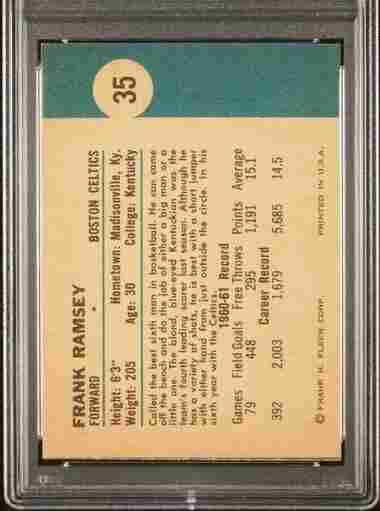 35
FRANK RAMSEY
FORWARD • BOSTON CELTICS
Height: 6'3" Hometown: Madisonville, Ky.
Weight: 205 Age: 30 College: Kentucky
Called the best sixth man in basketball. He can come
off the bench and do the job of either a big man or a
little one. The blond, blue-eyed Kentuckian was the
team's fourth leading scorer last season. Although he
has a variety of shots, he is best with a short jumper
with either hand from just outside the circle. In his
sixth year with the Celtics.
1960-61 Record
Games Field Goals Free Throws Points Average
79 448 295 1,191 15.1
Career Record
392 2,003 1,679 5,685 14.5
© FRANK H. FLEER CORP. PRINTED IN U.S.A.